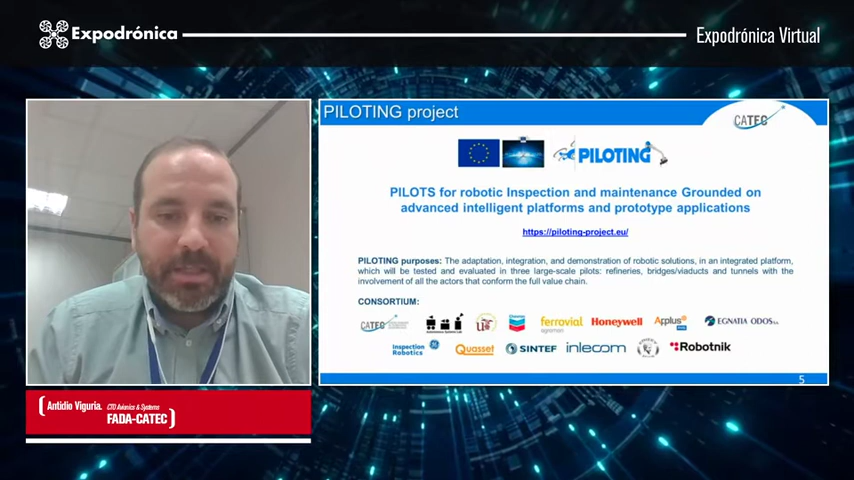 Expodrónica
Expodrónica Virtual
PILOTING project
CATEC
PILOTING
PILOTS for robotic Inspection and maintenance Grounded on
advanced intelligent platforms and prototype applications
https://piloting-project.eu/
PILOTING purposes: The adaptation, integration, and demonstration of robotic solutions, in an integrated platform,
which will be tested and evaluated in three large-scale pilots: refineries, bridges/viaducts and tunnels with the
involvement of all the actors that conform the full value chain.
CONSORTIUM:
CATEC
Chevron
ferrovial
agroman
Honeywell
Applus
EGNATIA ODOS
Inspection
Robotics
Quasset
SINTEF
inlecom
Robotnik
5
Antidio Viguria. CTO Avionics & Systems
FADA-CATEC